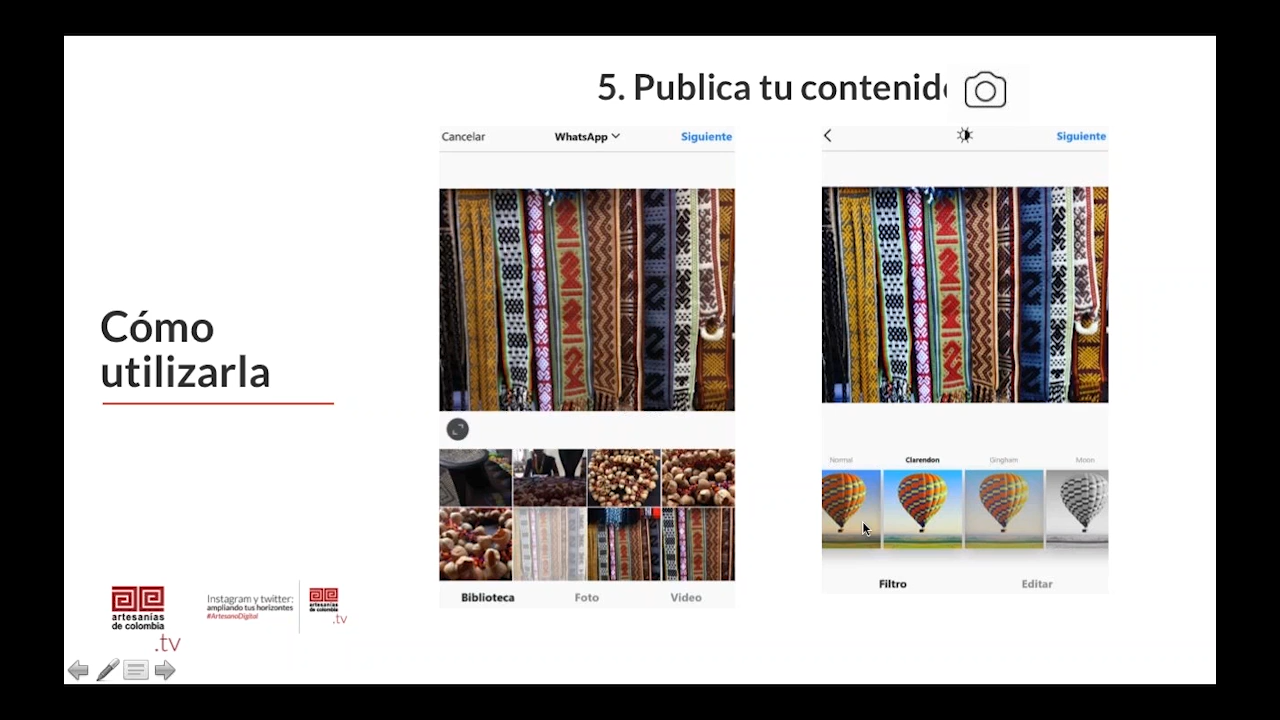 5. Publica tu contenid
Cancelar
WhatsApp
Siguiente
Siguiente
Cómo
utilizarla
Normal
Clarendon
Gingham
Moon
Filtro
Editar
Biblioteca
Foto
Video
artesanías
de colombia
.tv
Instagram y twitter:
ampliando tus horizontes
#ArtesanoDigital
artesanías
de colombia
.tv